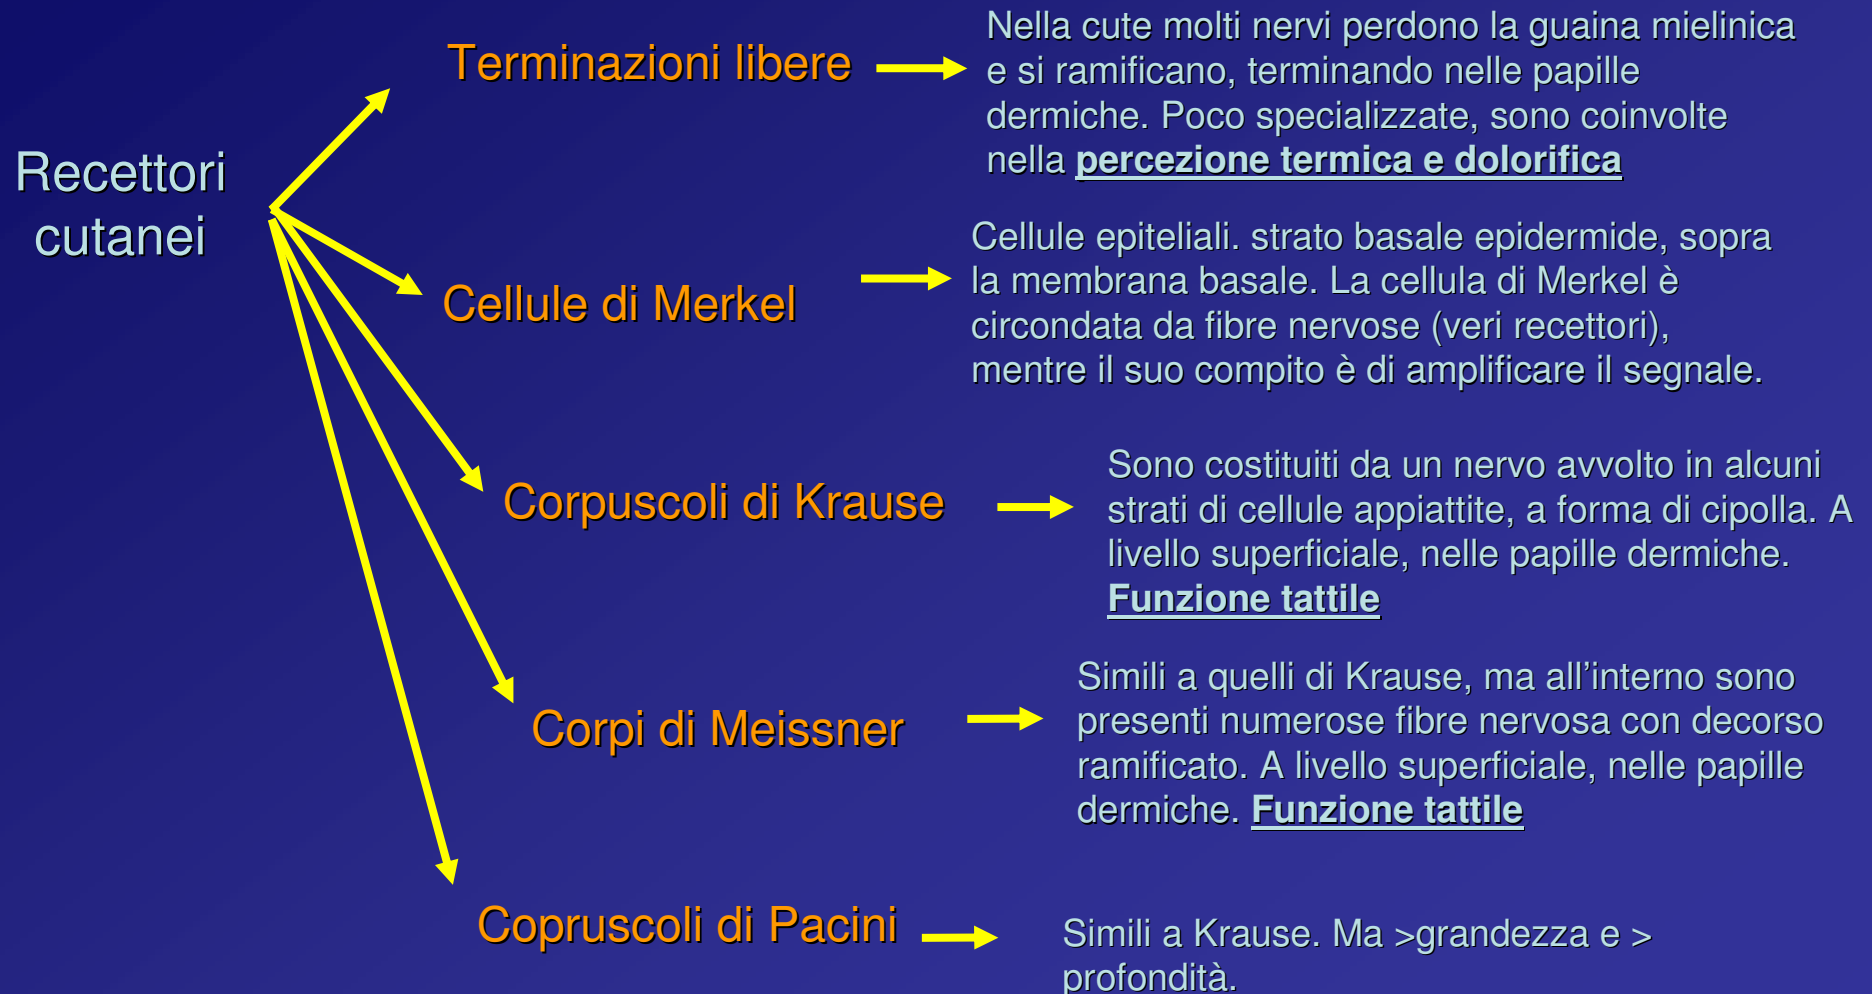 Recettori
cutanei
Terminazioni libere
Nella cute molti nervi perdono la guaina mielinica
e si ramificano, terminando nelle papille
dermiche. Poco specializzate, sono coinvolte
nella percezione termica e dolorifica
Cellule di Merkel
Cellule epiteliali. strato basale epidermide, sopra
la membrana basale. La cellula di Merkel è
circondata da fibre nervose (veri recettori),
mentre il suo compito è di amplificare il segnale.
Corpuscoli di Krause
Sono costituiti da un nervo avvolto in alcuni
strati di cellule appiattite, a forma di cipolla. A
livello superficiale, nelle papille dermiche.
Funzione tattile
Corpi di Meissner
Simili a quelli di Krause, ma all’interno sono
presenti numerose fibre nervosa con decorso
ramificato. A livello superficiale, nelle papille
dermiche. Funzione tattile
Copruscoli di Pacini
Simili a Krause. Ma >grandezza e >
profondità.